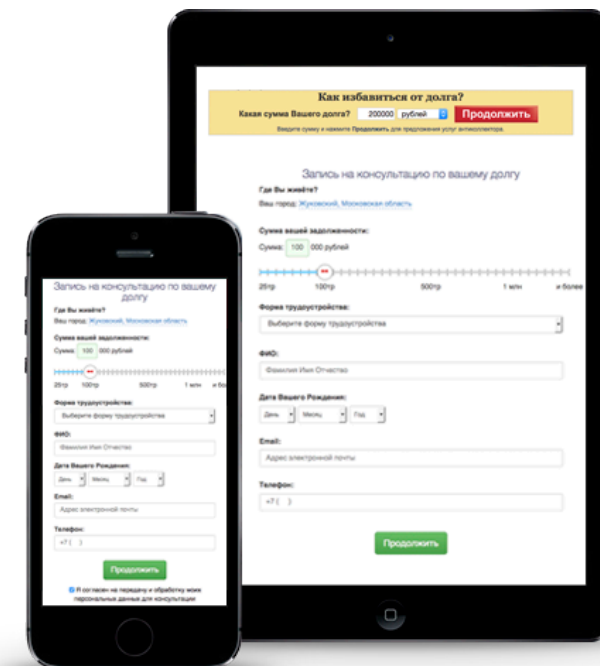 Как избавиться от долга?
Какая сумма Вашего долга? 200000 рублей Продолжить
Введите сумму и нажмите Продолжить для предложения услуг антиколлектора.
Запись на консультацию по вашему долгу
Где Вы живёте?
Ваш город: Жуковский, Московская область
Сумма вашей задолженности:
Сумма: 100 000 рублей
25тр 100тр 500тр 1 млн и более
Форма трудоустройства:
Выберите форму трудоустройства
ФИО:
Фамилия Имя Отчество
Дата Вашего Рождения:
День Месяц Год
Email:
Адрес электронной почты
Телефон:
+7 ( )
Продолжить
Запись на консультацию по вашему
долгу
Где Вы живёте?
Ваш город: Жуковский, Московская область
Сумма вашей задолженности:
Сумма: 100 000 рублей
25тр 100тр 500тр 1 млн и бо
Форма трудоустройства:
Выберите форму трудоустройства
ФИО:
Фамилия Имя Отчество
Дата Вашего Рождения:
День Месяц Год
Email:
Адрес электронной почты
Телефон:
+7 ( )
Продолжить
Я согласен на передачу и обработку моих
персональных данных для консультации